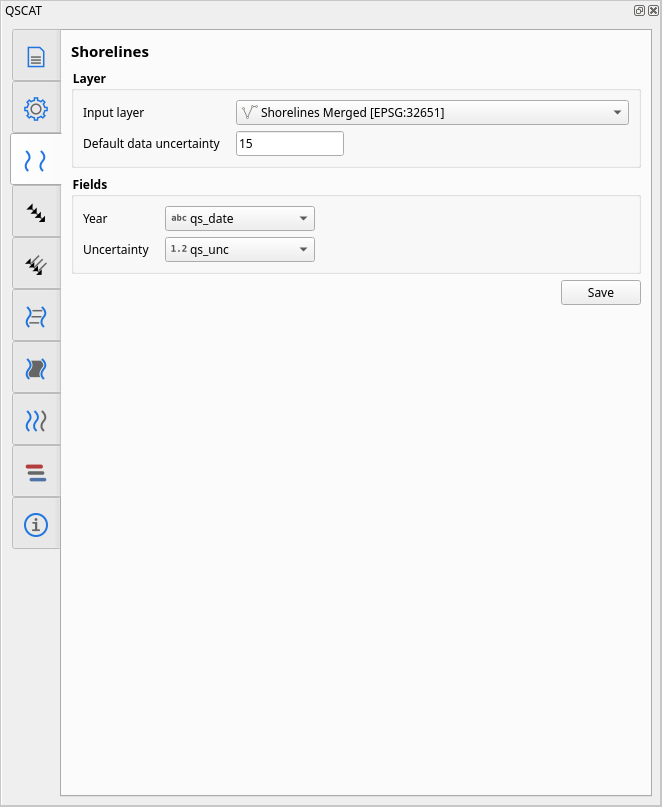 QSCAT
Shorelines
Layer
Input layer
Shorelines Merged [EPSG:32651]
Default data uncertainty
15
Fields
Year
abc qs_date
Uncertainty
1.2 qs_unc
Save